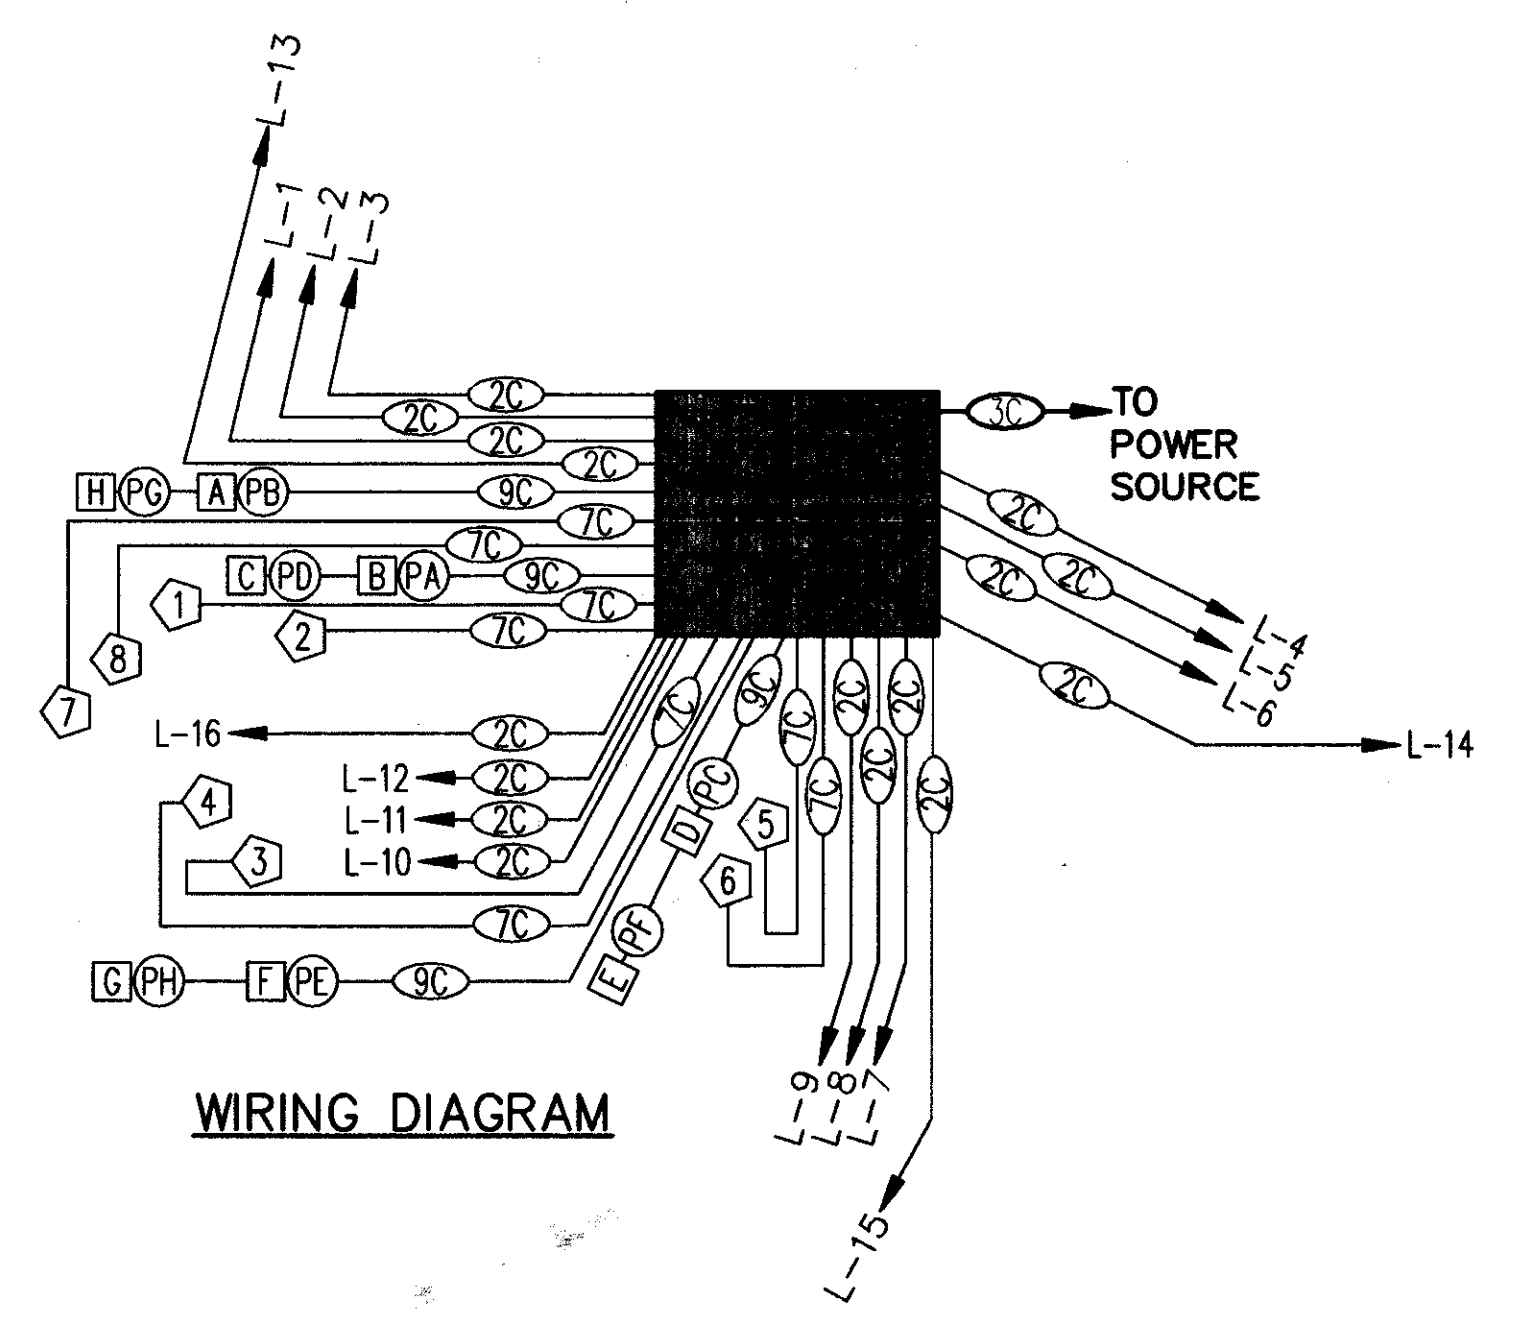 L-13
L-1
L-2
L-3
2C
2C
2C
2C
3C
TO
POWER
SOURCE
H PG A PB 9C
7C
7C
C PD B PA 9C
1 7C
2 7C
8
7
2C
2C
2C
2C
L-4
L-5
L-6
L-14
L-16 2C
L-12 2C
L-11 2C
L-10 2C
4
3
7C
7C
G PH F PE 9C
9C
PC
D
PF
E
7C
5
7C
6
2C
2C
2C
2C
L-9
L-8
L-7
L-15
WIRING DIAGRAM